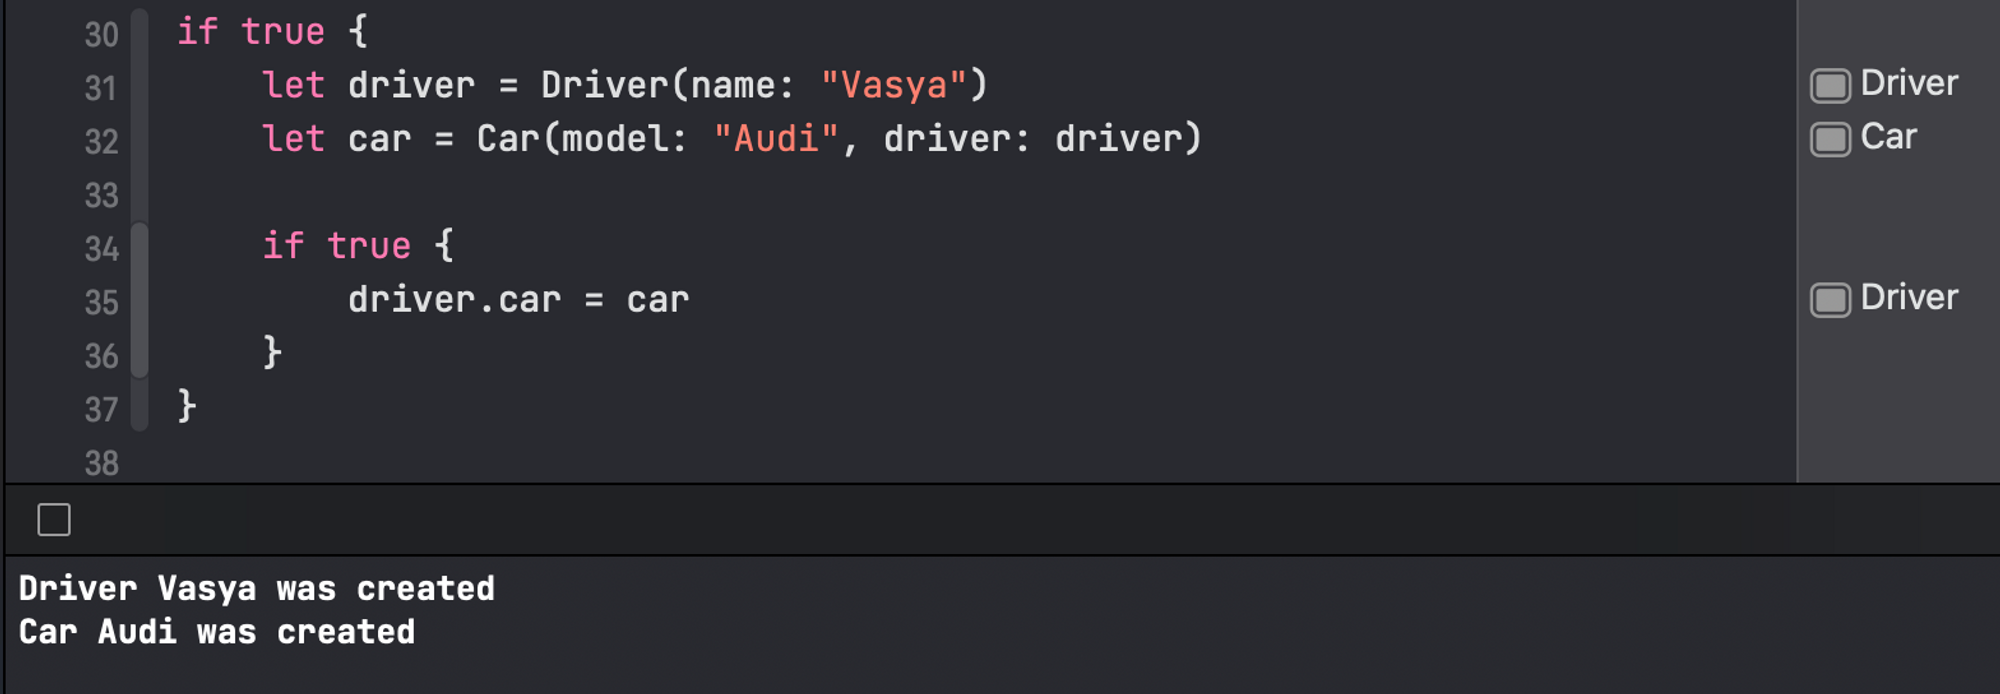 30 if true {
31 let driver = Driver(name: "Vasya") Driver
32 let car = Car(model: "Audi", driver: driver) Car
33
34 if true {
35 driver.car = car Driver
36 }
37 }
38
Driver Vasya was created
Car Audi was created